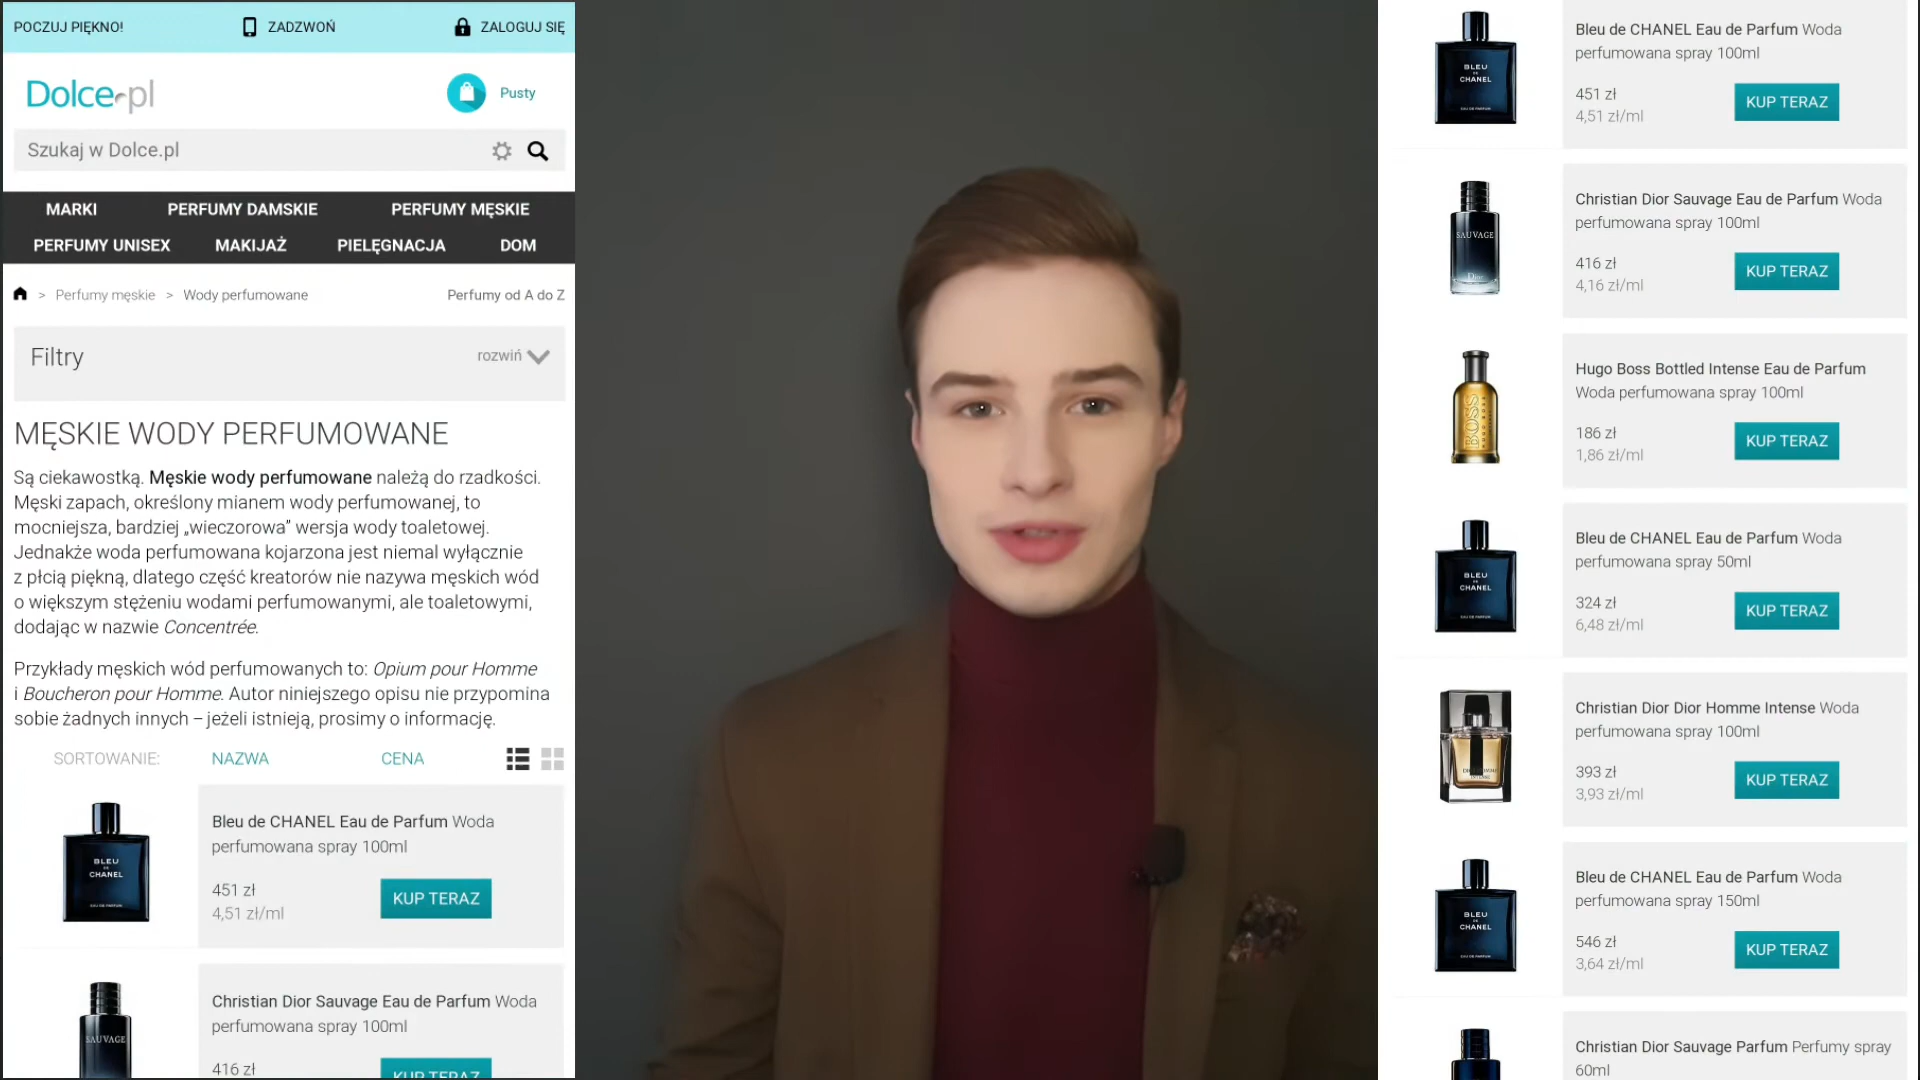 POCZUJ PIĘKNO!
ZADZWOŃ
ZALOGUJ SIĘ
Dolce.pl
Pusty
Szukaj w Dolce.pl
MARKI
PERFUMY DAMSKIE
PERFUMY MĘSKIE
PERFUMY UNISEX
MAKIJAŻ
PIELĘGNACJA
DOM
> Perfumy męskie > Wody perfumowane
Perfumy od A do Z
Filtry
rozwiń
MĘSKIE WODY PERFUMOWANE
Są ciekawostką. Męskie wody perfumowane należą do rzadkości.
Męski zapach, określony mianem wody perfumowanej, to
mocniejsza, bardziej „wieczorowa” wersja wody toaletowej.
Jednakże woda perfumowana kojarzona jest niemal wyłącznie
z płcią piękną, dlatego część kreatorów nie nazywa męskich wód
o większym stężeniu wodami perfumowanymi, ale toaletowymi,
dodając w nazwie Concentrée.
Przykłady męskich wód perfumowanych to: Opium pour Homme
i Boucheron pour Homme. Autor niniejszego opisu nie przypomina
sobie żadnych innych – jeżeli istnieją, prosimy o informację.
SORTOWANIE:
NAZWA
CENA
BLEU
DE
CHANEL
Bleu de CHANEL Eau de Parfum Woda
perfumowana spray 100ml
451 zł
4,51 zł/ml
KUP TERAZ
SAUVAGE
Christian Dior Sauvage Eau de Parfum Woda
perfumowana spray 100ml
416 zł
KUP TERAZ
BLEU
DE
CHANEL
Bleu de CHANEL Eau de Parfum Woda
perfumowana spray 100ml
451 zł
4,51 zł/ml
KUP TERAZ
SAUVAGE
Dior
Christian Dior Sauvage Eau de Parfum Woda
perfumowana spray 100ml
416 zł
4,16 zł/ml
KUP TERAZ
BOSS
Hugo Boss Bottled Intense Eau de Parfum
Woda perfumowana spray 100ml
186 zł
1,86 zł/ml
KUP TERAZ
BLEU
DE
CHANEL
Bleu de CHANEL Eau de Parfum Woda
perfumowana spray 50ml
324 zł
6,48 zł/ml
KUP TERAZ
Christian Dior Dior Homme Intense Woda
perfumowana spray 100ml
393 zł
3,93 zł/ml
KUP TERAZ
BLEU
DE
CHANEL
Bleu de CHANEL Eau de Parfum Woda
perfumowana spray 150ml
546 zł
3,64 zł/ml
KUP TERAZ
Christian Dior Sauvage Parfum Perfumy spray
60ml